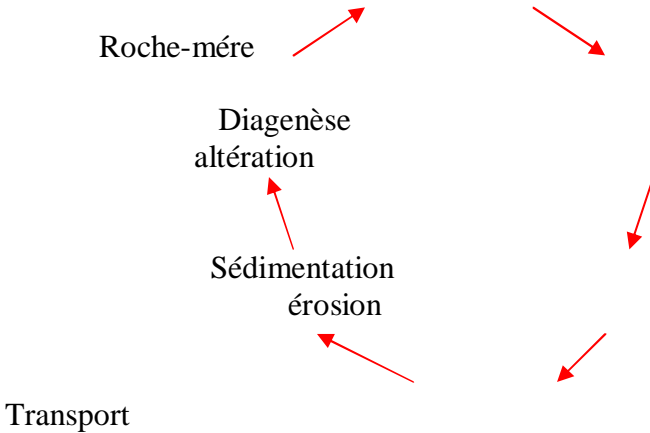 Roche-mére
Diagenèse
altération
Sédimentation
érosion
Transport